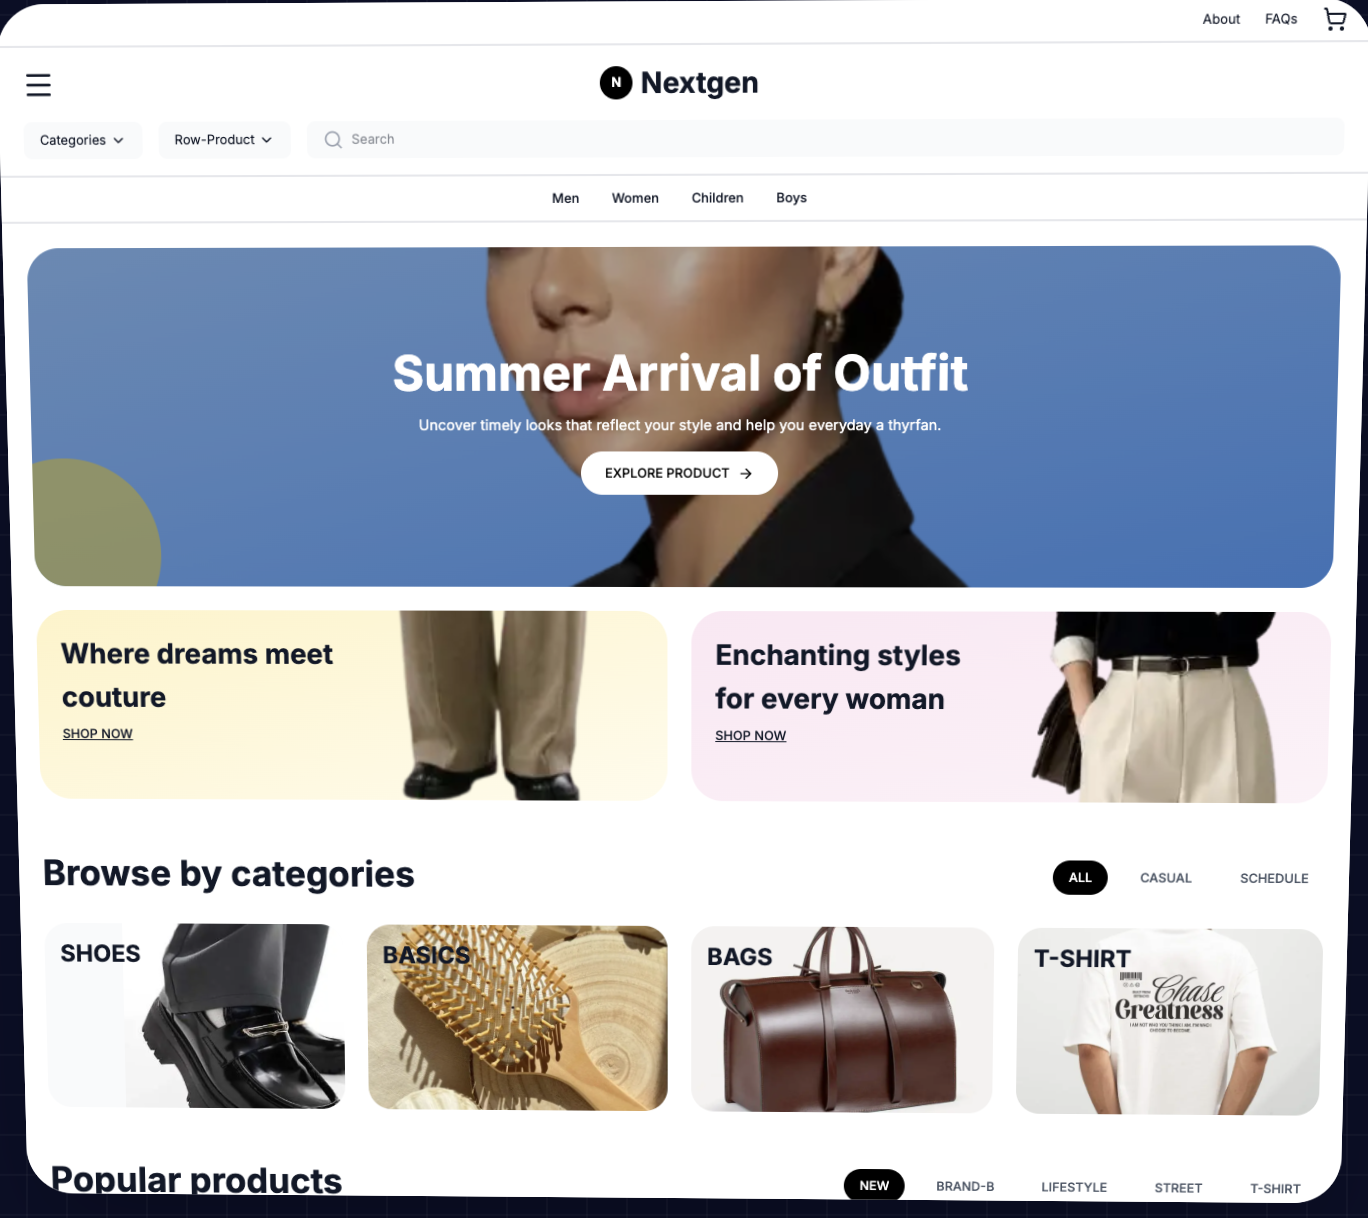 About FAQs
N Nextgen
Categories Row-Product Search
Men Women Children Boys
Summer Arrival of Outfit
Uncover timely looks that reflect your style and help you everyday a thyrfan.
EXPLORE PRODUCT
Where dreams meet
couture
SHOP NOW
Enchanting styles
for every woman
SHOP NOW
Browse by categories
ALL CASUAL SCHEDULE
SHOES
BASICS
BAGS
T-SHIRT
Chase
Greatness
Popular products
NEW BRAND-B LIFESTYLE STREET T-SHIRT